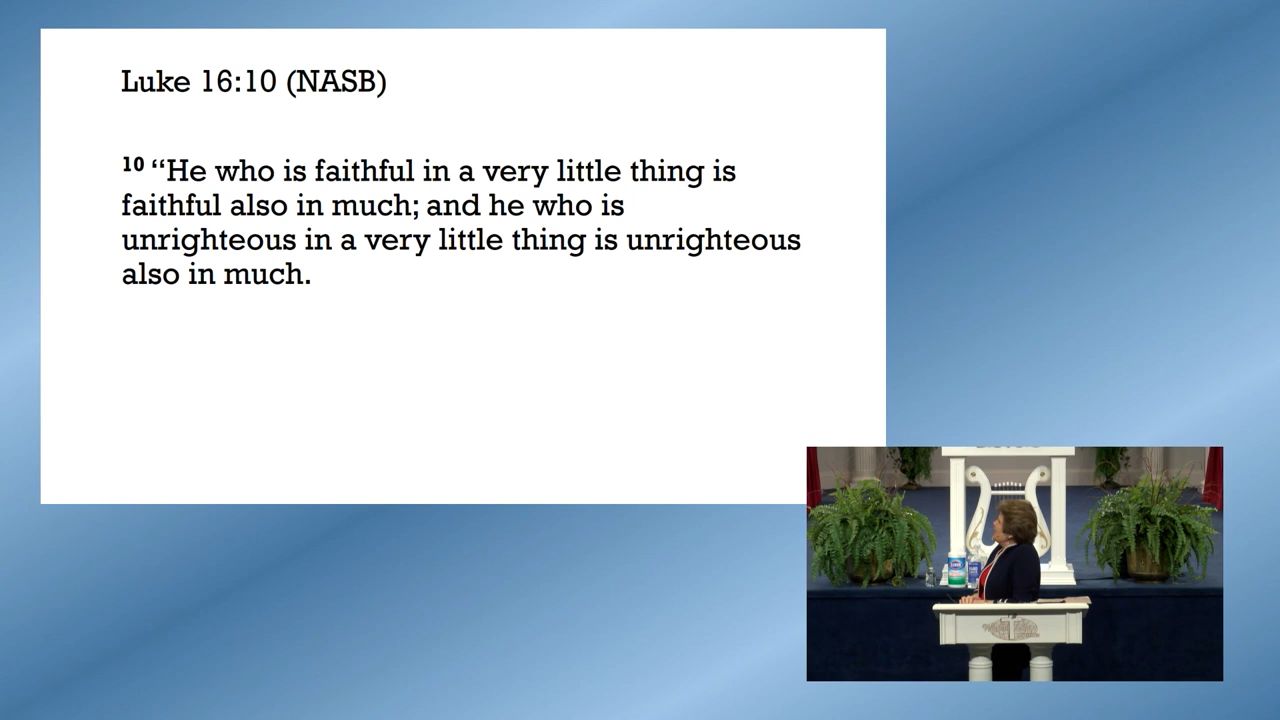 Luke 16:10 (NASB)
10 “He who is faithful in a very little thing is
faithful also in much; and he who is
unrighteous in a very little thing is unrighteous
also in much.